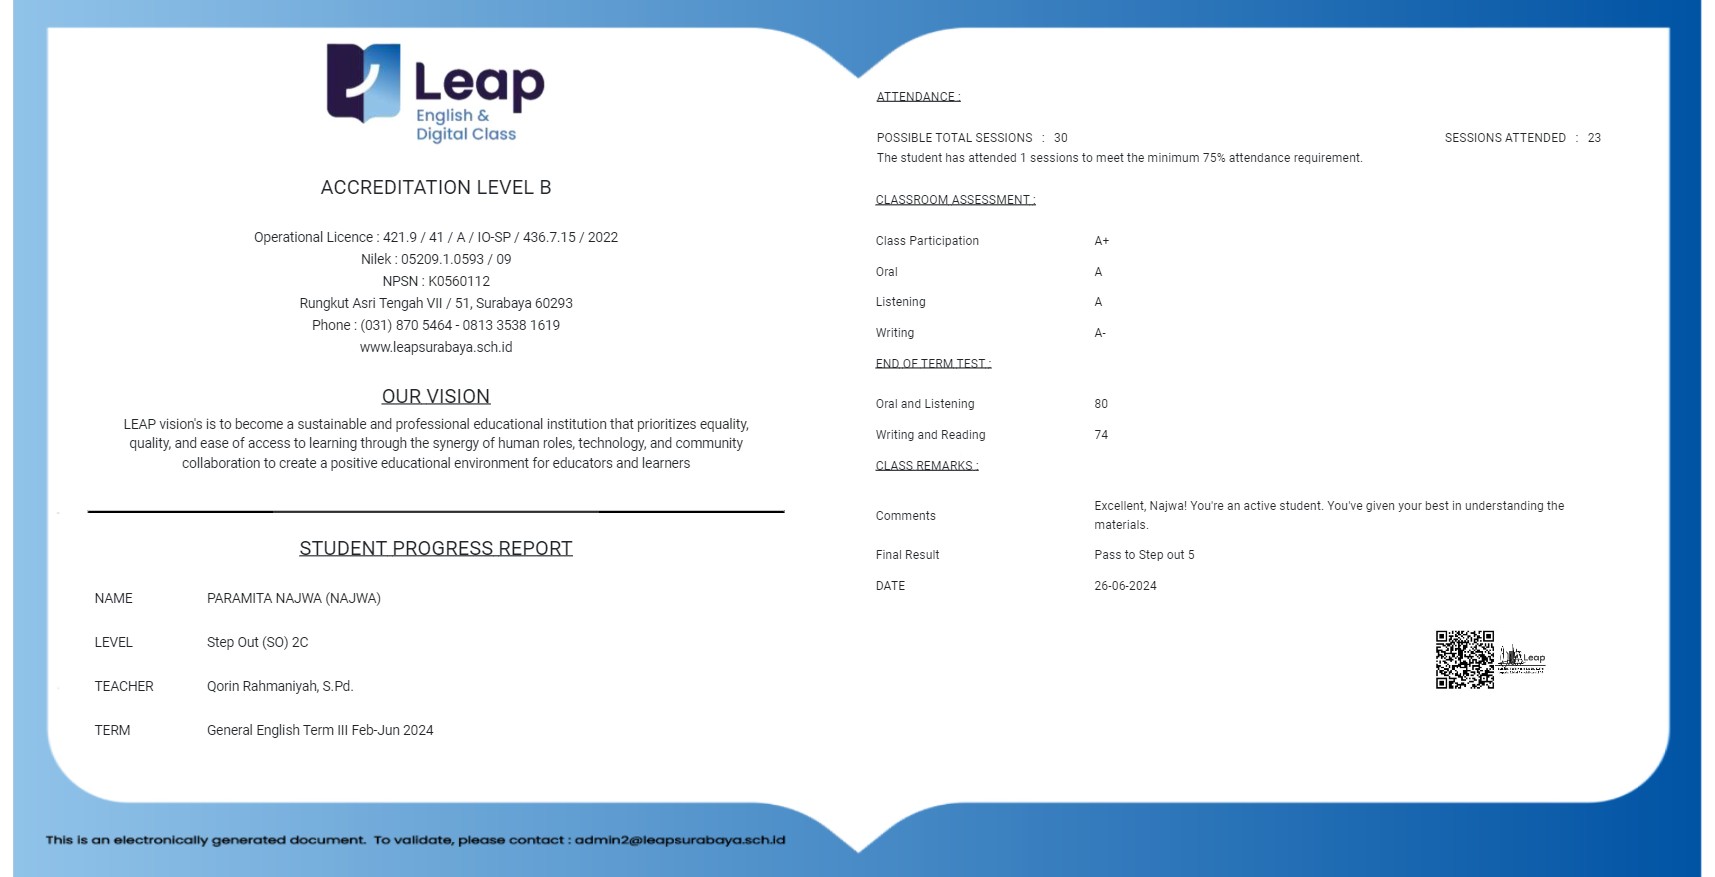 Leap
English &
Digital Class
ACCREDITATION LEVEL B
Operational Licence : 421.9 / 41 / A / IO-SP / 436.7.15 / 2022
Nilek : 05209.1.0593 / 09
NPSN : K0560112
Rungkut Asri Tengah VII / 51, Surabaya 60293
Phone : (031) 870 5464 - 0813 3538 1619
www.leapsurabaya.sch.id
OUR VISION
LEAP vision's is to become a sustainable and professional educational institution that prioritizes equality,
quality, and ease of access to learning through the synergy of human roles, technology, and community
collaboration to create a positive educational environment for educators and learners
STUDENT PROGRESS REPORT
NAME PARAMITA NAJWA (NAJWA)
LEVEL Step Out (SO) 2C
TEACHER Qorin Rahmaniyah, S.Pd.
TERM General English Term III Feb-Jun 2024
ATTENDANCE :
POSSIBLE TOTAL SESSIONS : 30 SESSIONS ATTENDED : 23
The student has attended 1 sessions to meet the minimum 75% attendance requirement.
CLASSROOM ASSESSMENT :
Class Participation A+
Oral A
Listening A
Writing A-
END OF TERM TEST :
Oral and Listening 80
Writing and Reading 74
CLASS REMARKS :
Comments Excellent, Najwa! You're an active student. You've given your best in understanding the
materials.
Final Result Pass to Step out 5
DATE 26-06-2024
Leap
This is an electronically generated document. To validate, please contact : admin2@leapsurabaya.sch.id